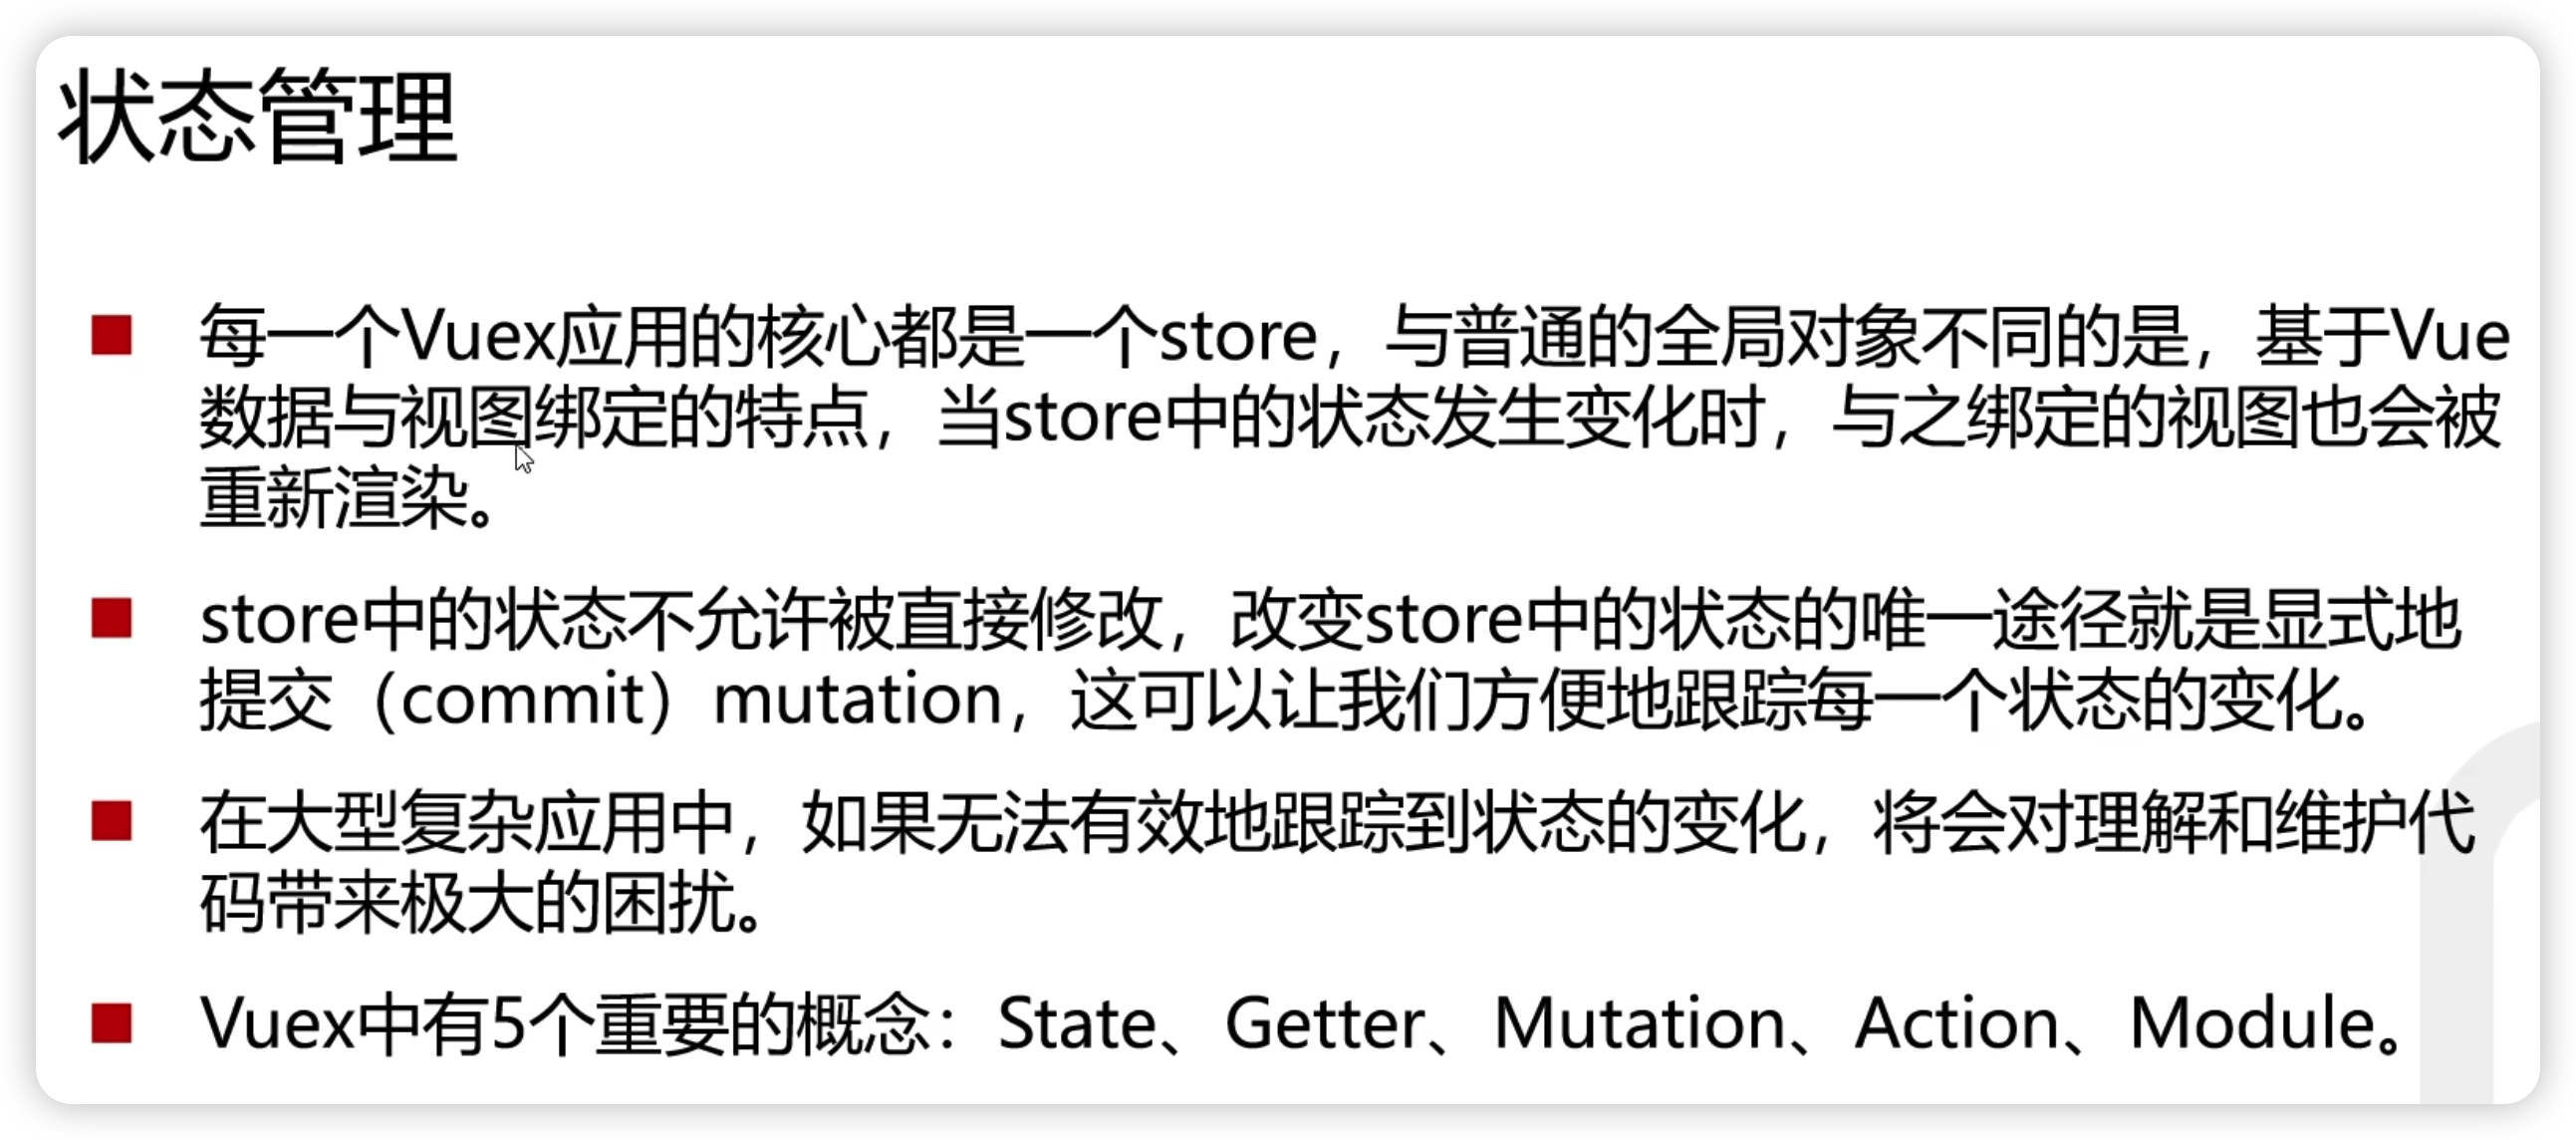 状态管理
每一个Vuex应用的核心都是一个store，与普通的全局对象不同的是，基于Vue
数据与视图绑定的特点，当store中的状态发生变化时，与之绑定的视图也会被
重新渲染。
store中的状态不允许被直接修改，改变store中的状态的唯一途径就是显式地
提交（commit）mutation，这可以让我们方便地跟踪每一个状态的变化。
在大型复杂应用中，如果无法有效地跟踪到状态的变化，将会对理解和维护代
码带来极大的困扰。
Vuex中有5个重要的概念：State、Getter、Mutation、Action、Module。